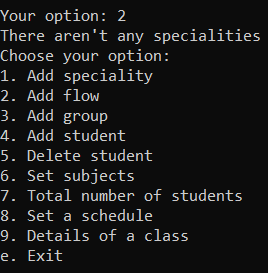 Your option: 2
There aren't any specialities
Choose your option:
1. Add speciality
2. Add flow
3. Add group
4. Add student
5. Delete student
6. Set subjects
7. Total number of students
8. Set a schedule
9. Details of a class
e. Exit